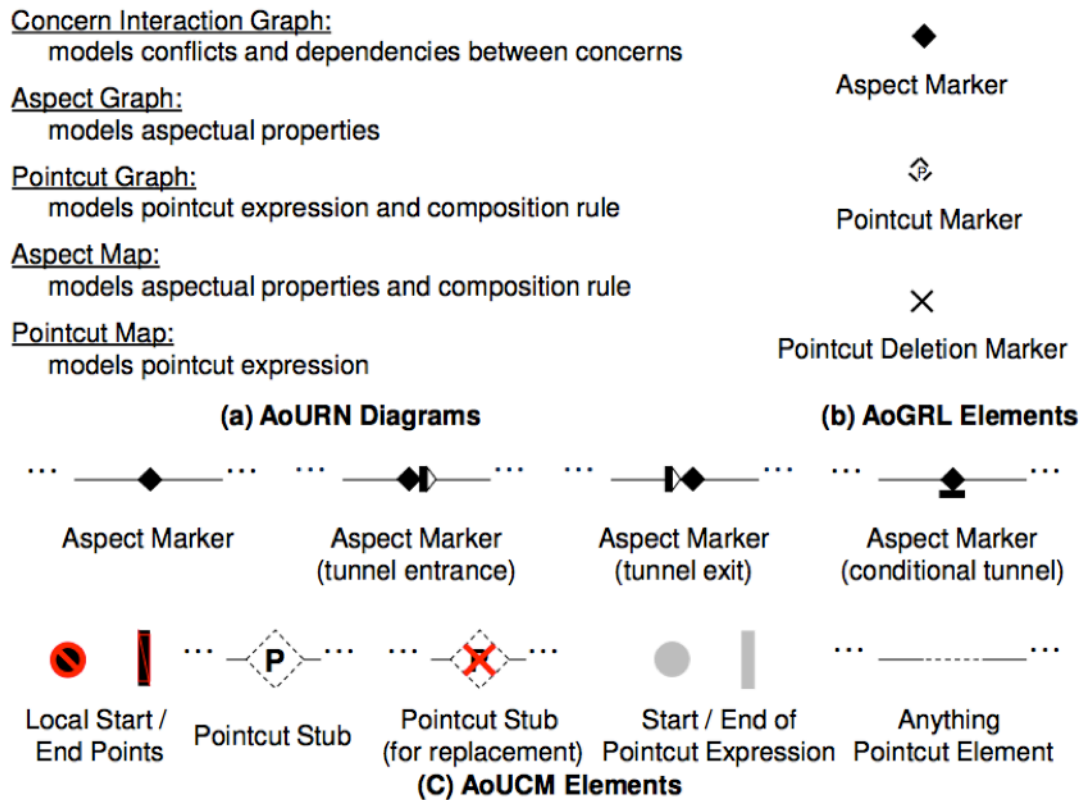 Concern Interaction Graph:
models conflicts and dependencies between concerns
Aspect Graph:
models aspectual properties
Pointcut Graph:
models pointcut expression and composition rule
Aspect Map:
models aspectual properties and composition rule
Pointcut Map:
models pointcut expression
(a) AoURN Diagrams
Aspect Marker
P
Pointcut Marker
Pointcut Deletion Marker
(b) AoGRL Elements
... ... ... ... ... ... ... ...
Aspect Marker
Aspect Marker
(tunnel entrance)
Aspect Marker
(tunnel exit)
Aspect Marker
(conditional tunnel)
... P ... ... P ... ... ...
Local Start /
End Points
Pointcut Stub
Pointcut Stub
(for replacement)
Start / End of
Pointcut Expression
Anything
Pointcut Element
(C) AoUCM Elements